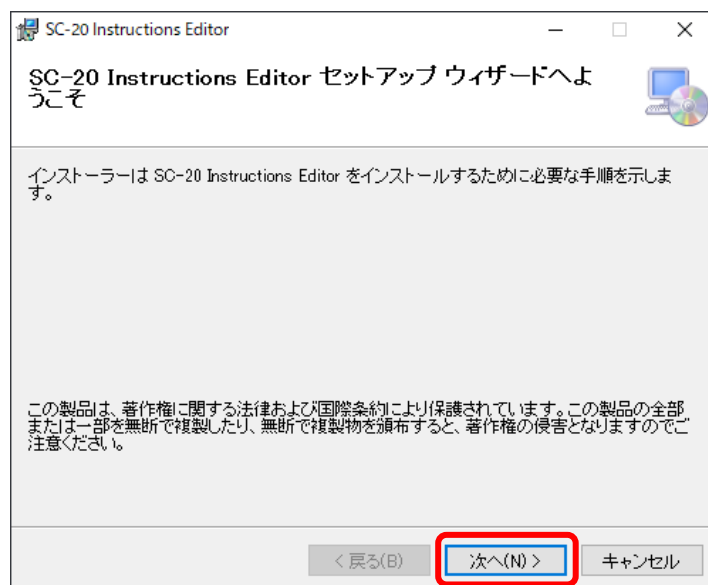 SC-20 Instructions Editor
SC-20 Instructions Editor セットアップ ウィザードへよ
うこそ
インストーラーは SC-20 Instructions Editor をインストールするために必要な手順を示しま
す。
この製品は、著作権に関する法律および国際条約により保護されています。この製品の全部
または一部を無断で複製したり、無断で複製物を頒布すると、著作権の侵害となりますのでご
注意ください。
< 戻る(B) 次へ(N) > キャンセル